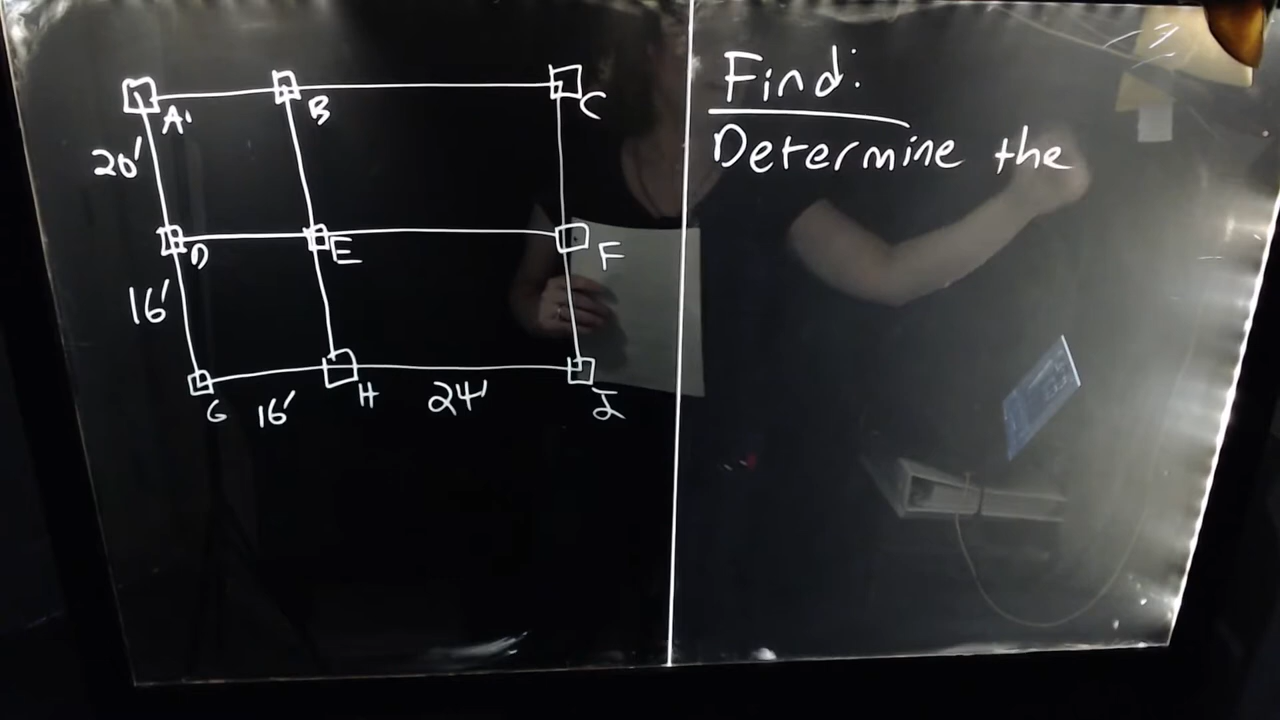 A'
B
C
20'
D
E
F
16'
G
16'
H
24'
I
Find:
Determine the